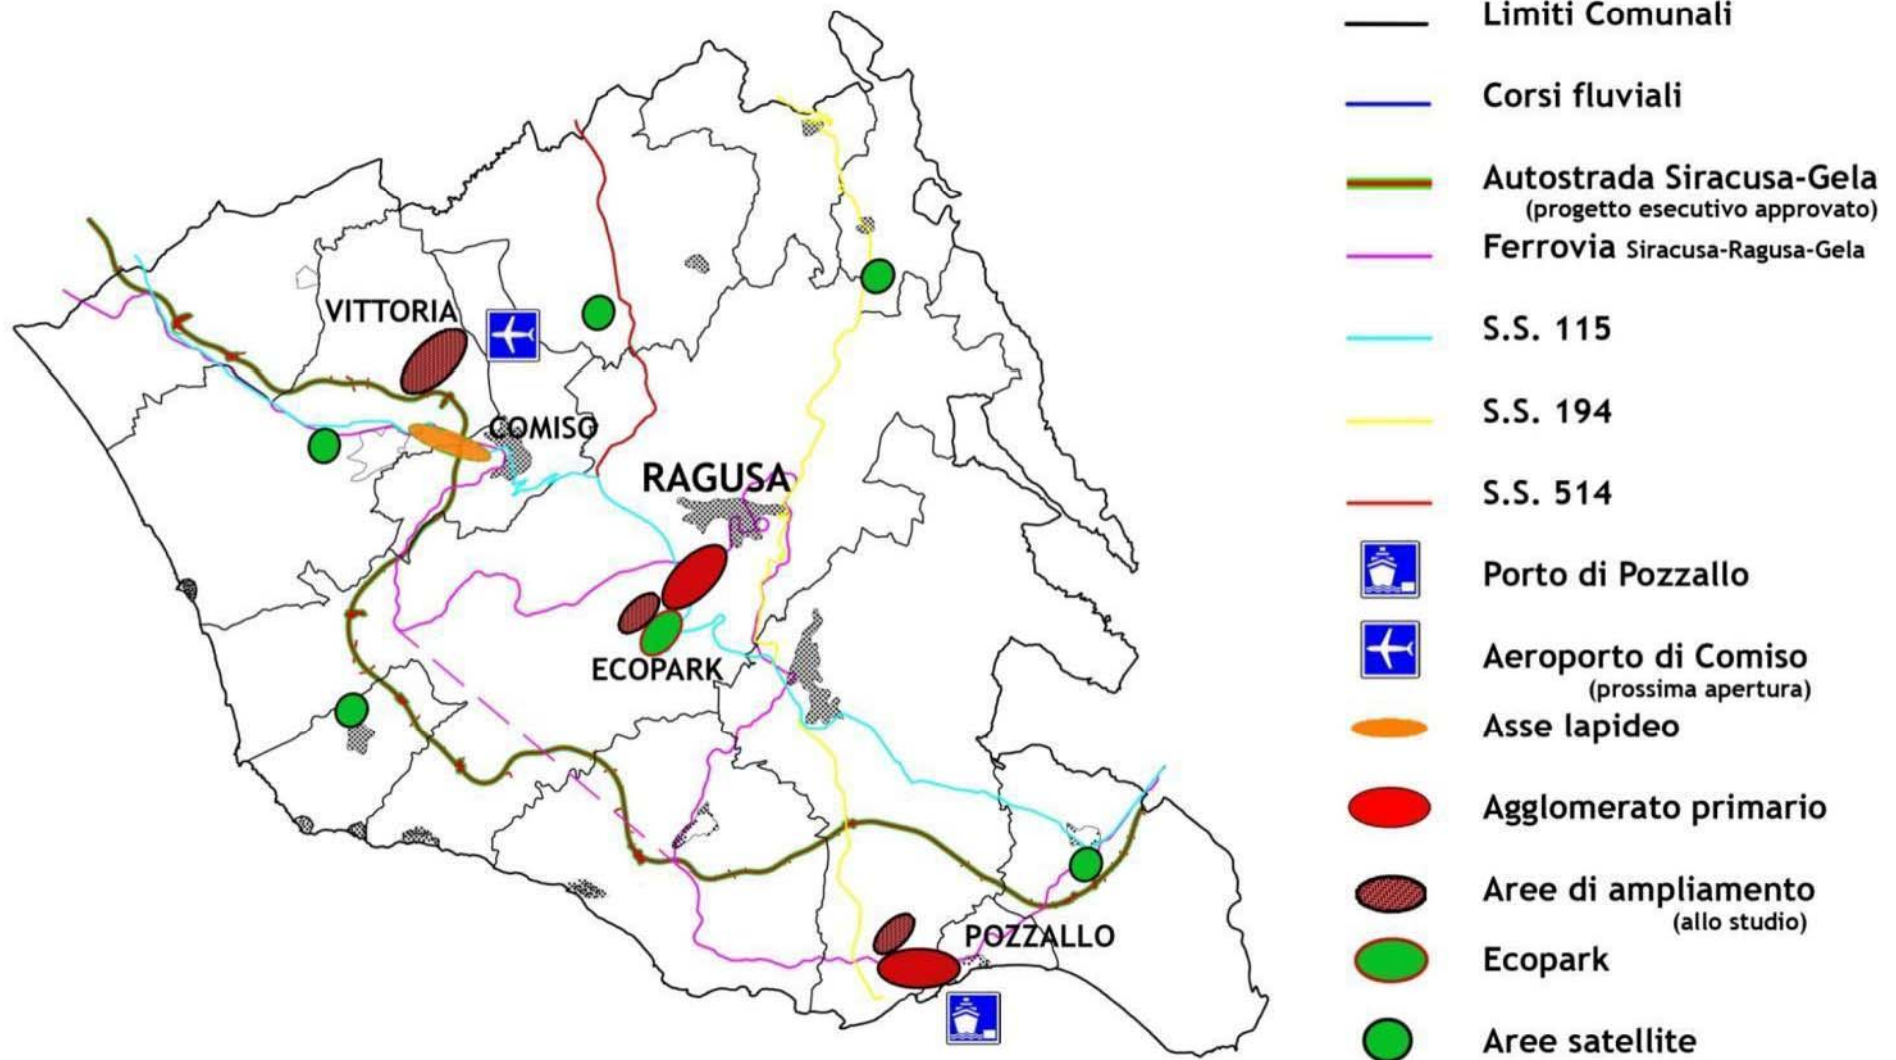 VITTORIA
COMISO
RAGUSA
ECOPARK
POZZALLO
Limiti Comunali
Corsi fluviali
Autostrada Siracusa-Gela
(progetto esecutivo approvato)
Ferrovia Siracusa-Ragusa-Gela
S.S. 115
S.S. 194
S.S. 514
Porto di Pozzallo
Aeroporto di Comiso
(prossima apertura)
Asse lapideo
Agglomerato primario
Aree di ampliamento
(allo studio)
Ecopark
Aree satellite